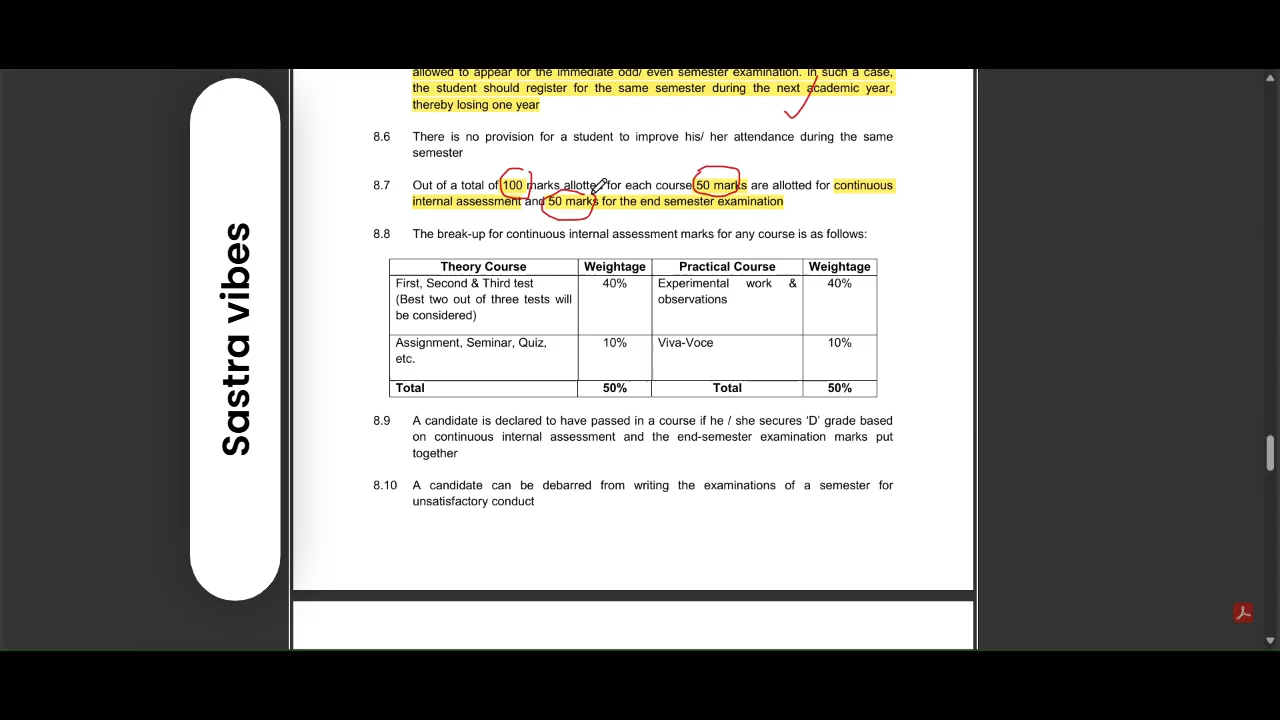 Sastra vibes
allowed to appear for the immediate odd/ even semester examination. In such a case,
the student should register for the same semester during the next academic year,
thereby losing one year
8.6 There is no provision for a student to improve his/ her attendance during the same
semester
8.7 Out of a total of 100 marks allotted for each course 50 marks are allotted for continuous
internal assessment and 50 marks for the end semester examination
8.8 The break-up for continuous internal assessment marks for any course is as follows:
Theory Course Weightage Practical Course Weightage
First, Second & Third test 40% Experimental work &
(Best two out of three tests will observations 40%
be considered)
Assignment, Seminar, Quiz, 10% Viva-Voce 10%
etc.
Total 50% Total 50%
8.9 A candidate is declared to have passed in a course if he / she secures ‘D’ grade based
on continuous internal assessment and the end-semester examination marks put
together
8.10 A candidate can be debarred from writing the examinations of a semester for
unsatisfactory conduct